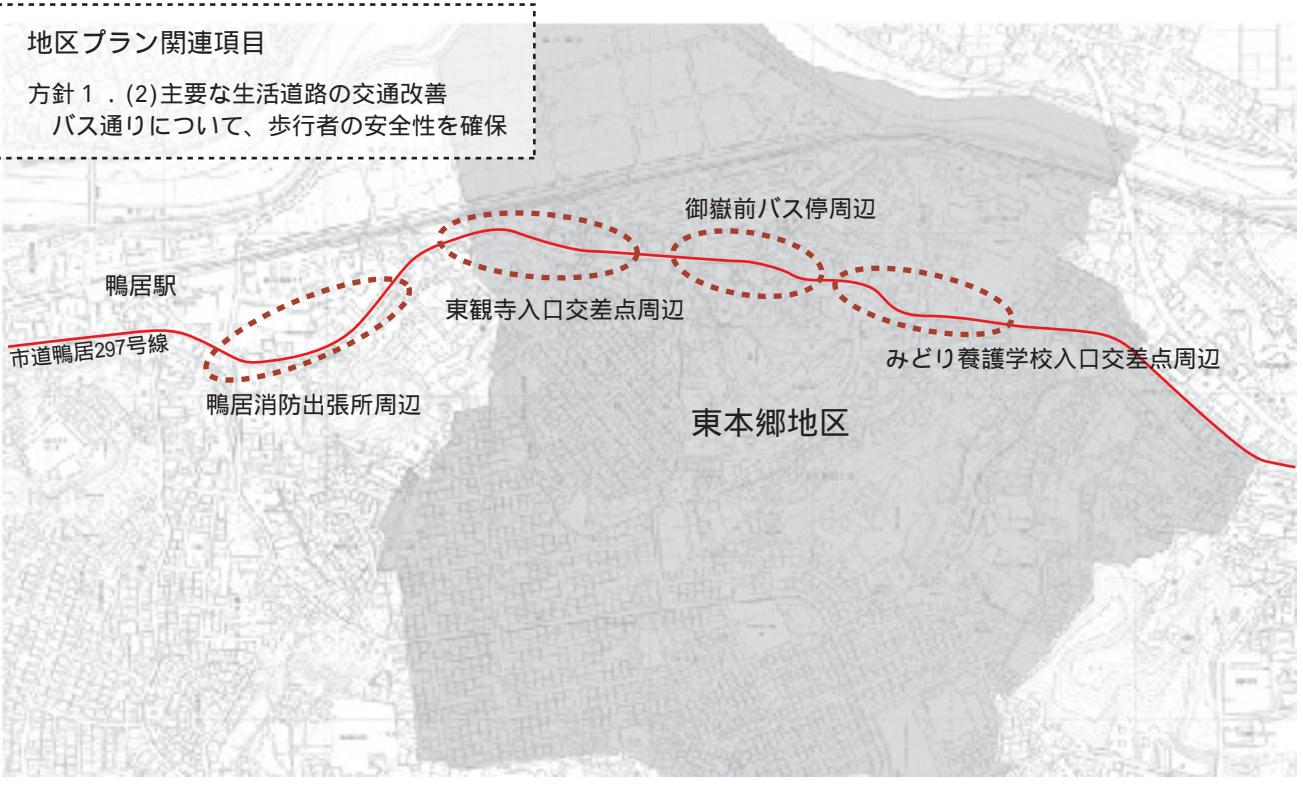 地区プラン関連項目
方針１．(2)主要な生活道路の交通改善
バス通りについて、歩行者の安全性を確保
御嶽前バス停周辺
鴨居駅
東観寺入口交差点周辺
市道鴨居297号線
みどり養護学校入口交差点周辺
鴨居消防出張所周辺
東本郷地区